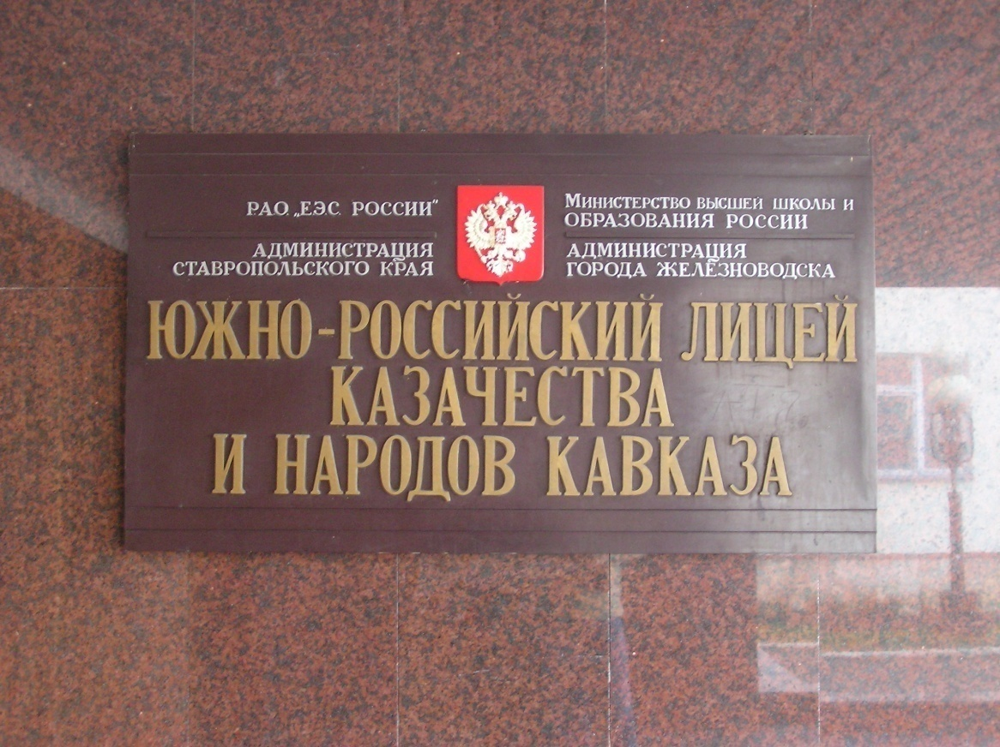 Р.А.О. „ЕЭС РОССИИ“
АДМИНИСТРАЦИЯ
СТАВРОПОЛЬСКОГО КРАЯ
МИНИСТЕРСТВО ВЫСШЕЙ ШКОЛЫ И
ОБРАЗОВАНИЯ РОССИИ
АДМИНИСТРАЦИЯ
ГОРОДА ЖЕЛЕЗНОВОДСКА
ЮЖНО-РОССИЙСКИЙ ЛИЦЕЙ
КАЗАЧЕСТВА
И НАРОДОВ КАВКАЗА